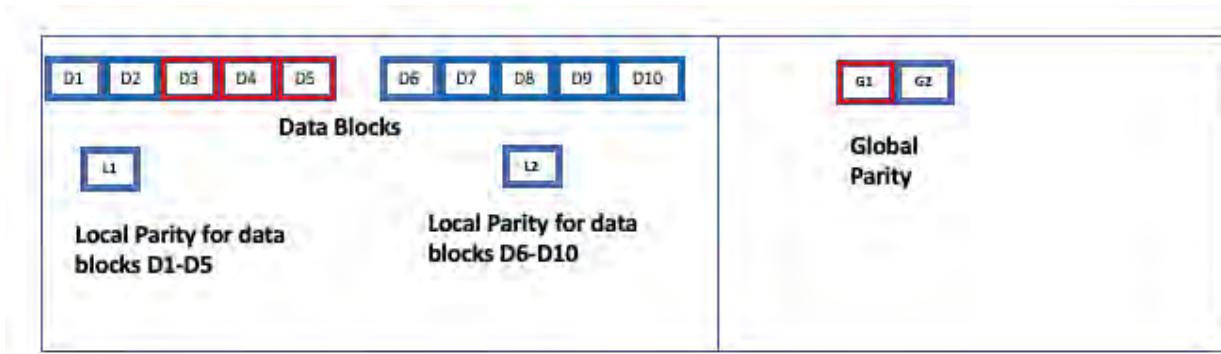 D1 D2 D3 D4 D5 D6 D7 D8 D9 D10
G1 G2
Data Blocks
L1 L2
Global
Parity
Local Parity for data
blocks D1-D5
Local Parity for data
blocks D6-D10